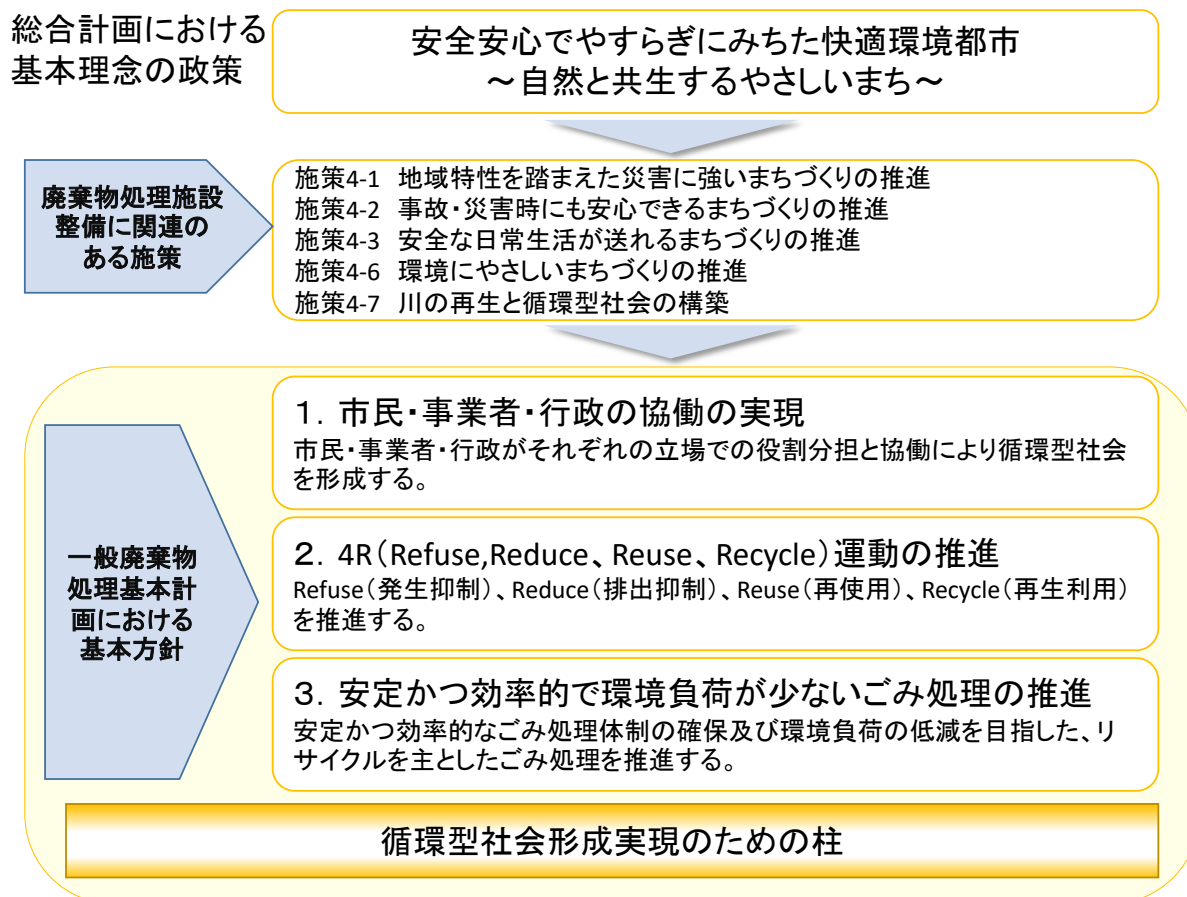 総合計画における
基本理念の政策
安全安心でやすらぎにみちた快適環境都市
～自然と共生するやさしいまち～
廃棄物処理施設
整備に関連の
ある施策
施策4-1 地域特性を踏まえた災害に強いまちづくりの推進
施策4-2 事故・災害時にも安心できるまちづくりの推進
施策4-3 安全な日常生活が送れるまちづくりの推進
施策4-6 環境にやさしいまちづくりの推進
施策4-7 川の再生と循環型社会の構築
一般廃棄物
処理基本計
画における
基本方針
１．市民・事業者・行政の協働の実現
市民・事業者・行政がそれぞれの立場での役割分担と協働により循環型社会
を形成する。
２．4R（Refuse,Reduce、Reuse、Recycle）運動の推進
Refuse（発生抑制）、Reduce（排出抑制）、Reuse（再使用）、Recycle（再生利用）
を推進する。
３．安定かつ効率的で環境負荷が少ないごみ処理の推進
安定かつ効率的なごみ処理体制の確保及び環境負荷の低減を目指した、リ
サイクルを主としたごみ処理を推進する。
循環型社会形成実現のための柱